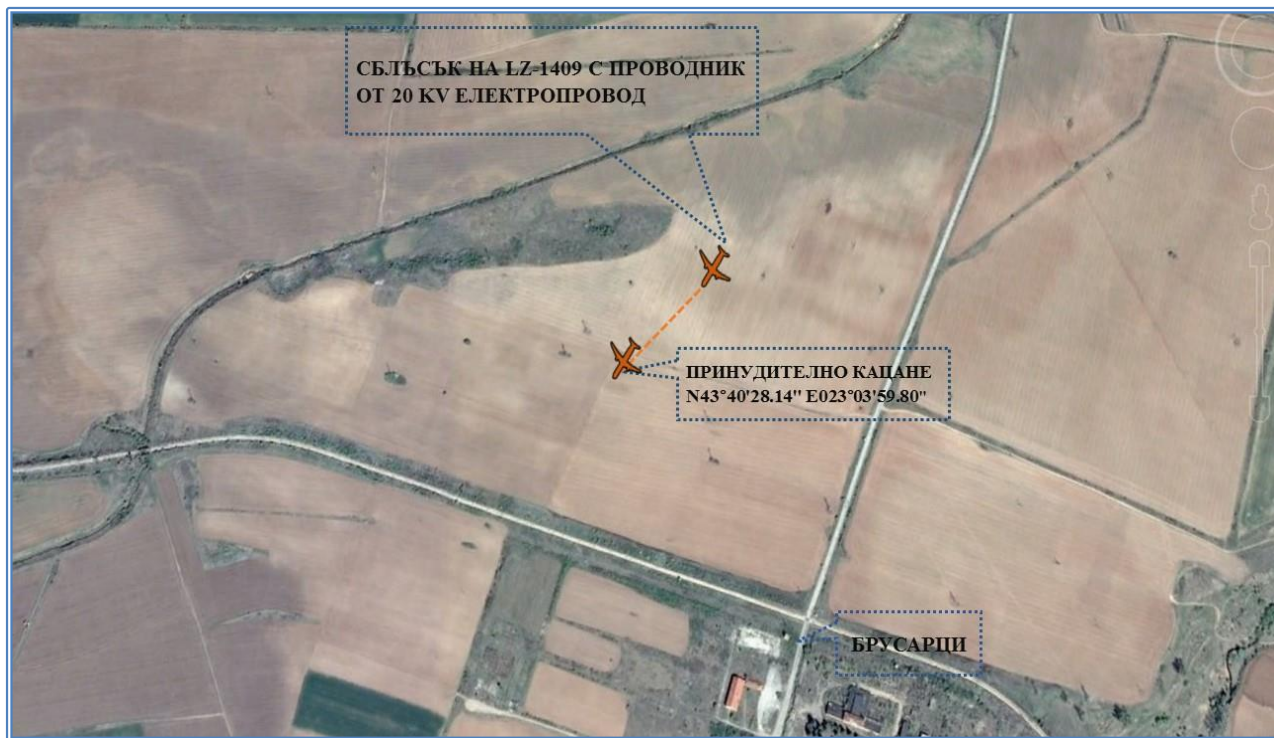 СБЛЪСЪК НА LZ-1409 С ПРОВОДНИК
ОТ 20 KV ЕЛЕКТРОПРОВОД
ПРИНУДИТЕЛНО КАЦАНЕ
N43°40'28.14" E023°03'59.80"
БРУСАРЦИ